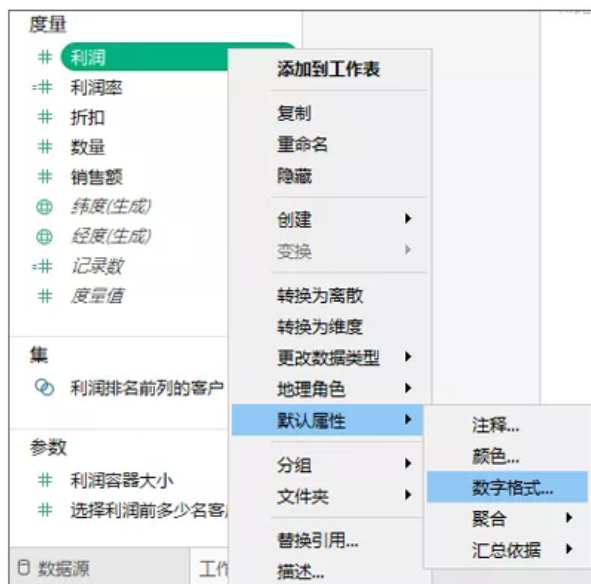 度量
利润
利润率
折扣
数量
销售额
纬度(生成)
经度(生成)
记录数
度量值
集
利润排名前列的客户
参数
利润容器大小
选择利润前多少名客
数据源
工作
添加到工作表
复制
重命名
隐藏
创建
变换
转换为离散
转换为维度
更改数据类型
地理角色
默认属性
分组
文件夹
替换引用...
描述...
注释...
颜色...
数字格式...
聚合
汇总依据